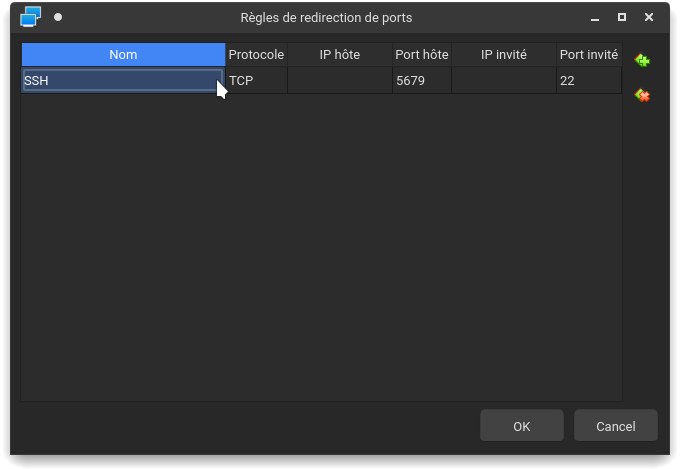 Règles de redirection de ports
Nom Protocole IP hôte Port hôte IP invité Port invité
SSH TCP 5679 22
OK Cancel